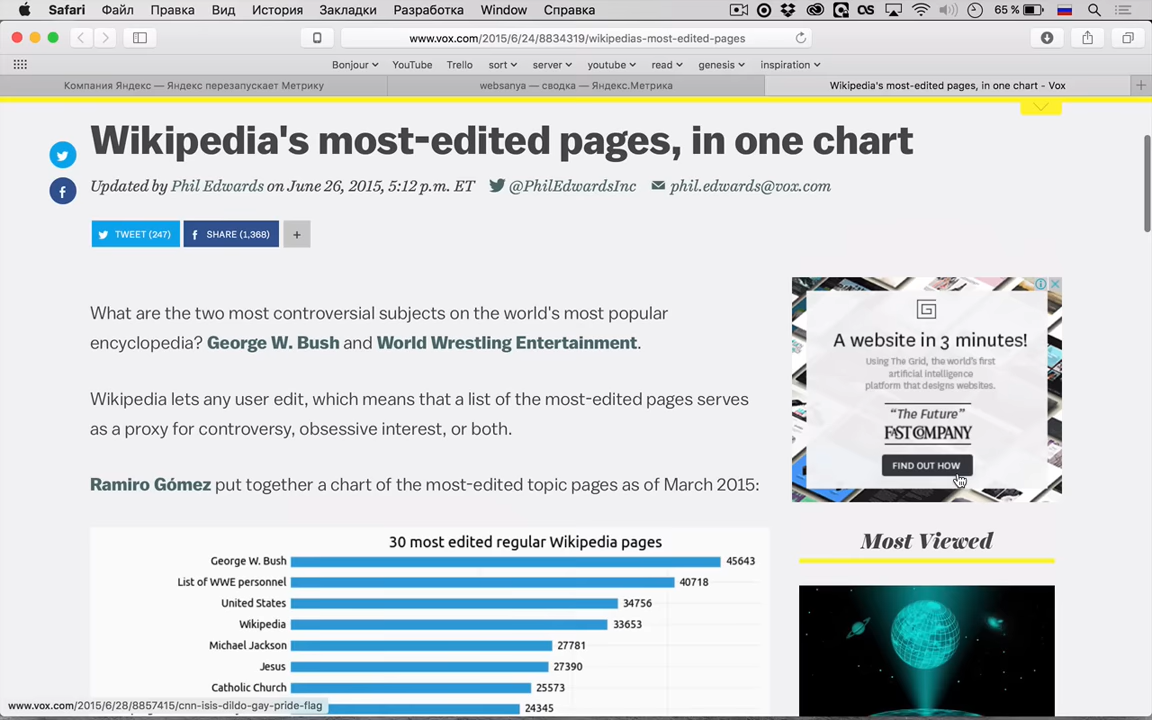 Safari Файл Правка Вид История Закладки Разработка Window Справка 65 %
www.vox.com/2015/6/24/8834319/wikipedias-most-edited-pages
Bonjour YouTube Trello sort server youtube read genesis inspiration
Компания Яндекс — Яндекс перезапускает Метрику websanya — сводка — Яндекс.Метрика Wikipedia's most-edited pages, in one chart - Vox
Wikipedia's most-edited pages, in one chart
Updated by Phil Edwards on June 26, 2015, 5:12 p.m. ET @PhilEdwardsInc phil.edwards@vox.com
TWEET (247) SHARE (1,368) +
What are the two most controversial subjects on the world's most popular
encyclopedia? George W. Bush and World Wrestling Entertainment.
Wikipedia lets any user edit, which means that a list of the most-edited pages serves
as a proxy for controversy, obsessive interest, or both.
Ramiro Gómez put together a chart of the most-edited topic pages as of March 2015:
30 most edited regular Wikipedia pages
George W. Bush 45643
List of WWE personnel 40718
United States 34756
Wikipedia 33653
Michael Jackson 27781
Jesus 27390
Catholic Church 25573
24345
A website in 3 minutes!
Using The Grid, the world's first
artificial intelligence
platform that designs websites.
"The Future"
FAST COMPANY
FIND OUT HOW
Most Viewed
www.vox.com/2015/6/28/8857415/cnn-isis-dildo-gay-pride-flag